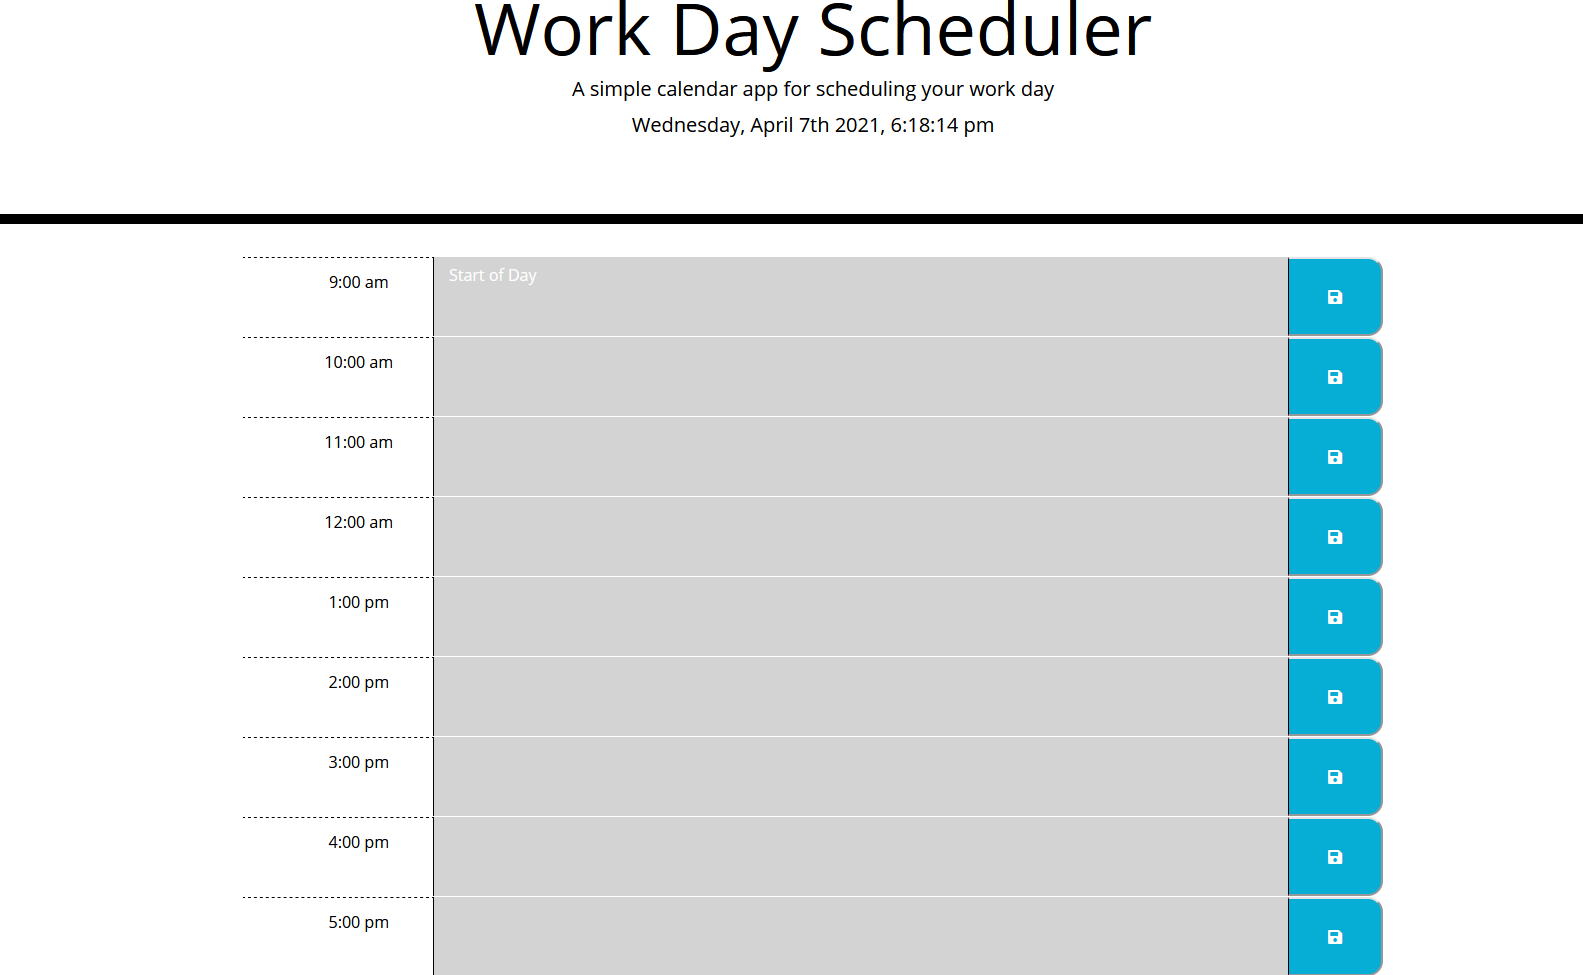 Work Day Scheduler
A simple calendar app for scheduling your work day
Wednesday, April 7th 2021, 6:18:14 pm
9:00 am
Start of Day
10:00 am
11:00 am
12:00 am
1:00 pm
2:00 pm
3:00 pm
4:00 pm
5:00 pm